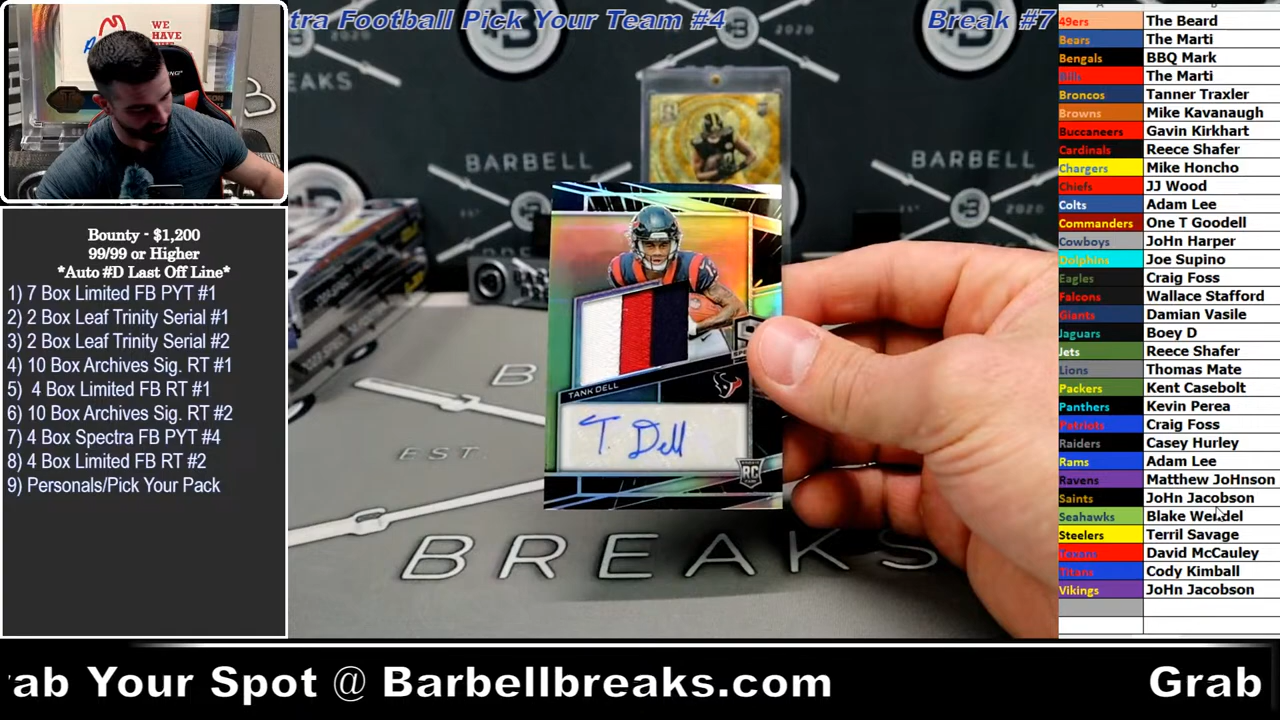 tra Football Pick Your Team #4
Break #7
WE
HAVE
2020
2020
BARBELL
BARBELL
TANK DELL
T. Dell
RC
B
EST.
BREAKS
Bounty - $1,200
99/99 or Higher
*Auto #D Last Off Line*
1) 7 Box Limited FB PYT #1
2) 2 Box Leaf Trinity Serial #1
3) 2 Box Leaf Trinity Serial #2
4) 10 Box Archives Sig. RT #1
5) 4 Box Limited FB RT #1
6) 10 Box Archives Sig. RT #2
7) 4 Box Spectra FB PYT #4
8) 4 Box Limited FB RT #2
9) Personals/Pick Your Pack
49ers The Beard
Bears The Marti
Bengals BBQ Mark
Bills The Marti
Broncos Tanner Traxler
Browns Mike Kavanaugh
Buccaneers Gavin Kirkhart
Cardinals Reece Shafer
Chargers Mike Honcho
Chiefs JJ Wood
Colts Adam Lee
Commanders One T Goodell
Cowboys JoHn Harper
Dolphins Joe Supino
Eagles Craig Foss
Falcons Wallace Stafford
Giants Damian Vasile
Jaguars Boey D
Jets Reece Shafer
Lions Thomas Mate
Packers Kent Casebolt
Panthers Kevin Perea
Patriots Craig Foss
Raiders Casey Hurley
Rams Adam Lee
Ravens Matthew JoHnson
Saints JoHn Jacobson
Seahawks Blake Wendel
Steelers Terril Savage
Texans David McCauley
Titans Cody Kimball
Vikings JoHn Jacobson
ab Your Spot @ Barbellbreaks.com
Grab